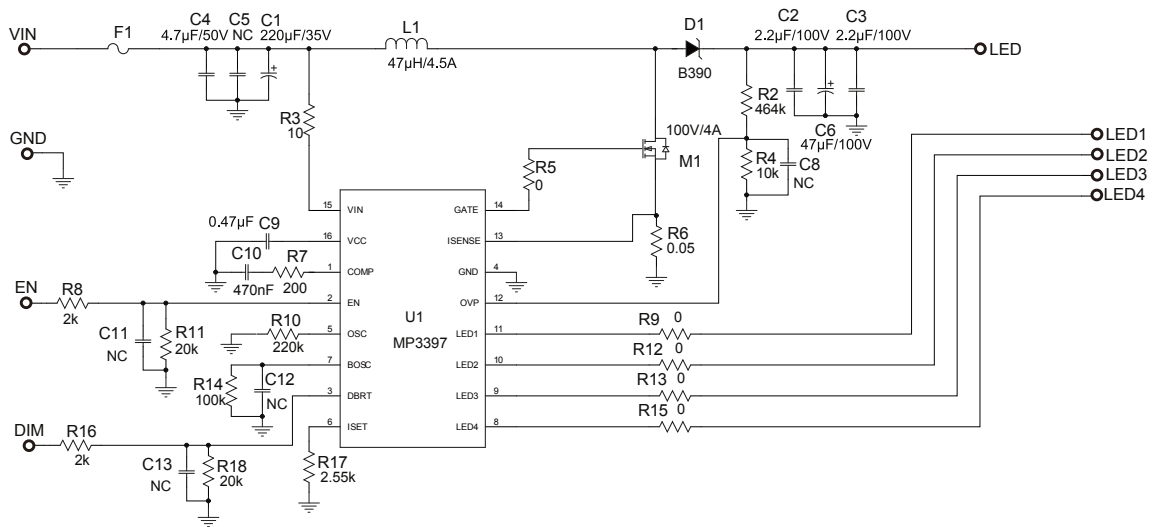 VIN
F1
C4
4.7μF/50V
C5
NC
C1
220μF/35V
L1
47μH/4.5A
D1
B390
C2
2.2μF/100V
C3
2.2μF/100V
LED
R2
464k
C6
47μF/100V
GND
R3
10
100V/4A
M1
R5
0
R4
10k
C8
NC
LED1
LED2
LED3
LED4
15 VIN GATE 14
0.47μF C9
16 VCC ISENSE 13
R6
0.05
C10
470nF
R7
200
1 COMP GND 4
EN
R8
2k
2 EN OVP 12
C11
NC
R11
20k
R10
220k
U1
MP3397
5 OSC LED1 11
R9 0
7 BOSC LED2 10
R12 0
R14
100k
C12
NC
3 DBRT LED3 9
R13 0
6 ISET LED4 8
R15 0
DIM
R16
2k
C13
NC
R18
20k
R17
2.55k